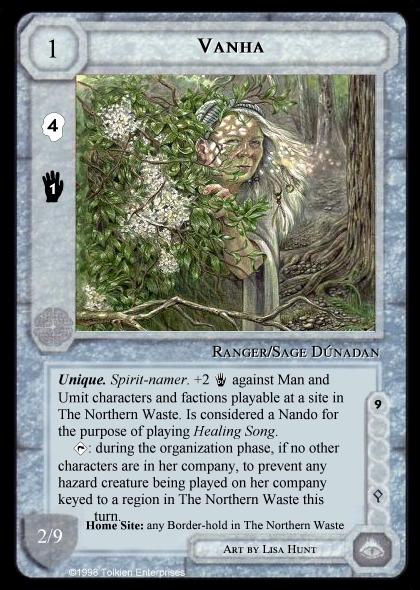 1
VANHA
4
1
RANGER/SAGE DÚNADAN
Unique. Spirit-namer. +2 against Man and
Umit characters and factions playable at a site in
The Northern Waste. Is considered a Nando for
the purpose of playing Healing Song.
: during the organization phase, if no other
characters are in her company, to prevent any
hazard creature being played on her company
keyed to a region in The Northern Waste this
turn.
9
Home Site: any Border-hold in The Northern Waste
2/9
ART BY LISA HUNT
©1998 Tolkien Enterprises